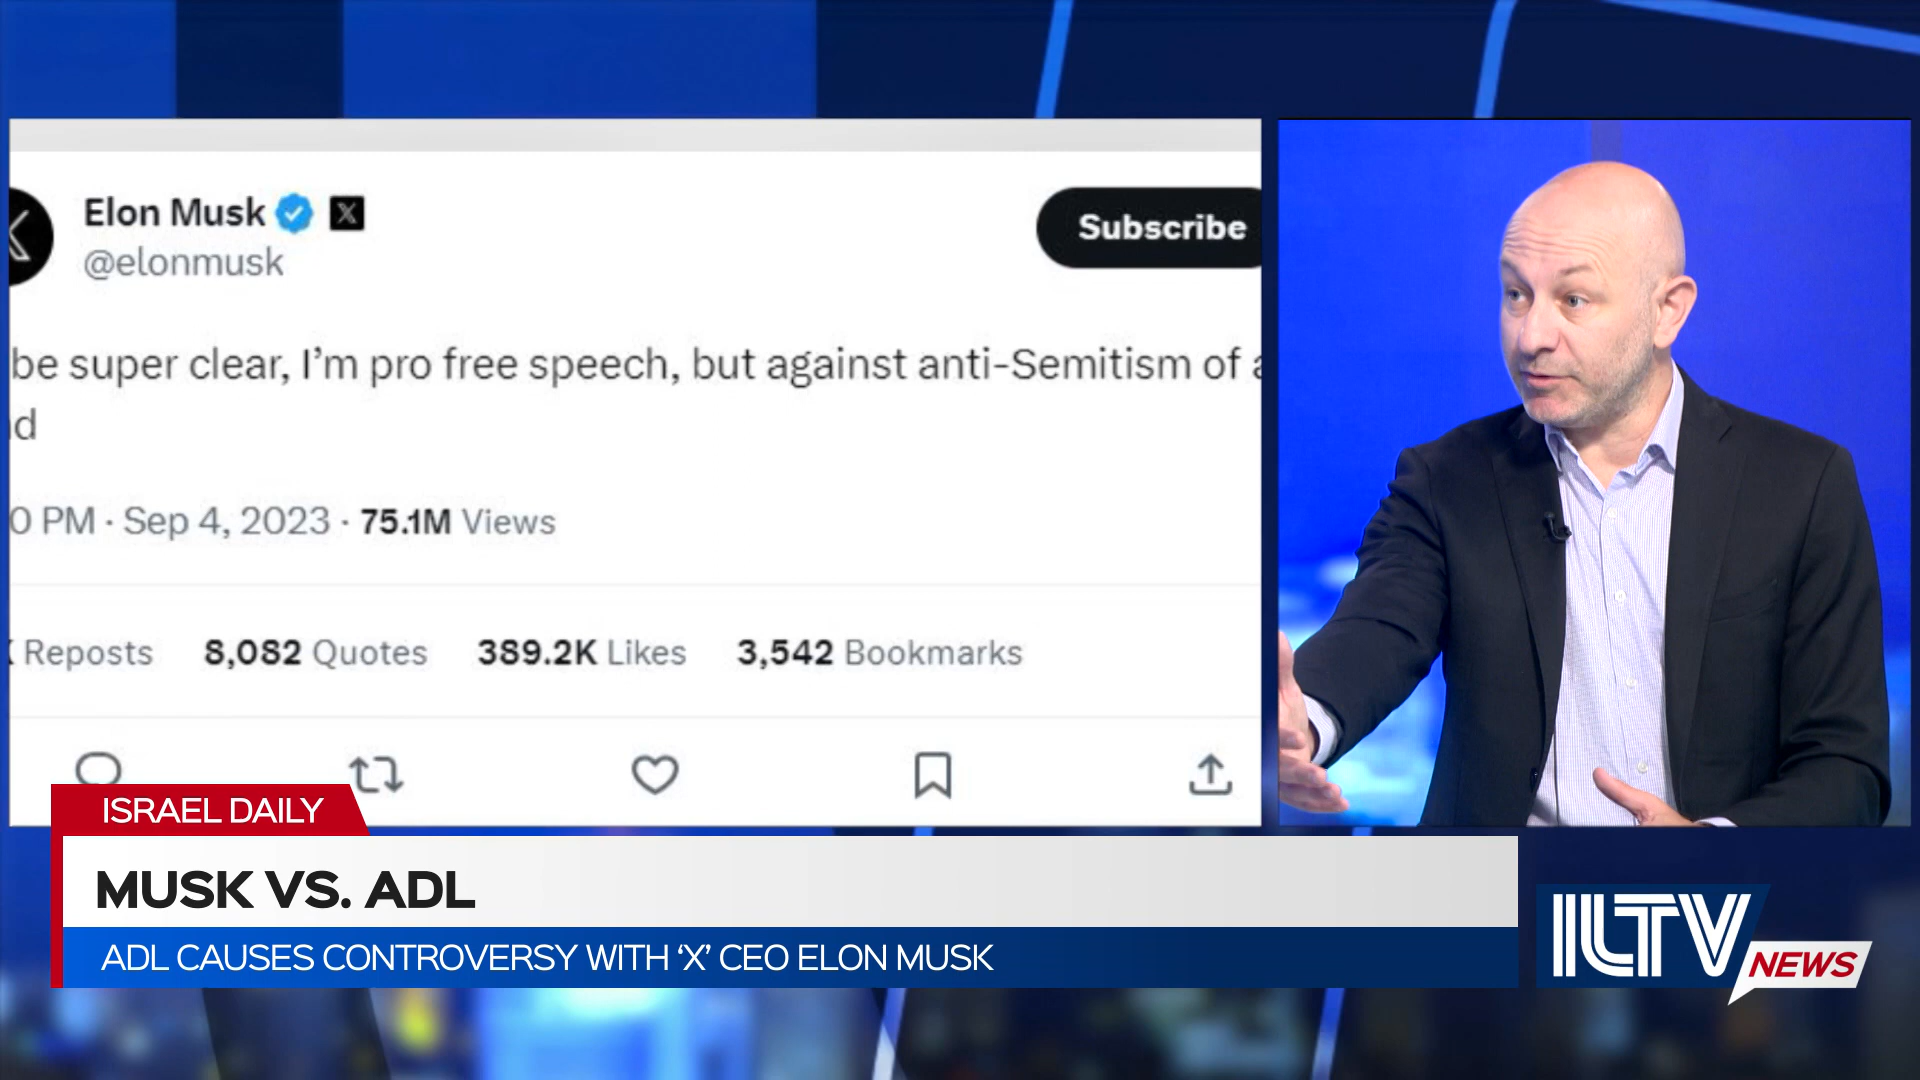 Elon Musk
@elonmusk
Subscribe
be super clear, I'm pro free speech, but against anti-Semitism of
PM · Sep 4, 2023 · 75.1M Views
Reposts 8,082 Quotes 389.2K Likes 3,542 Bookmarks
ISRAEL DAILY
MUSK VS. ADL
ADL CAUSES CONTROVERSY WITH ‘X’ CEO ELON MUSK
ILTV
NEWS